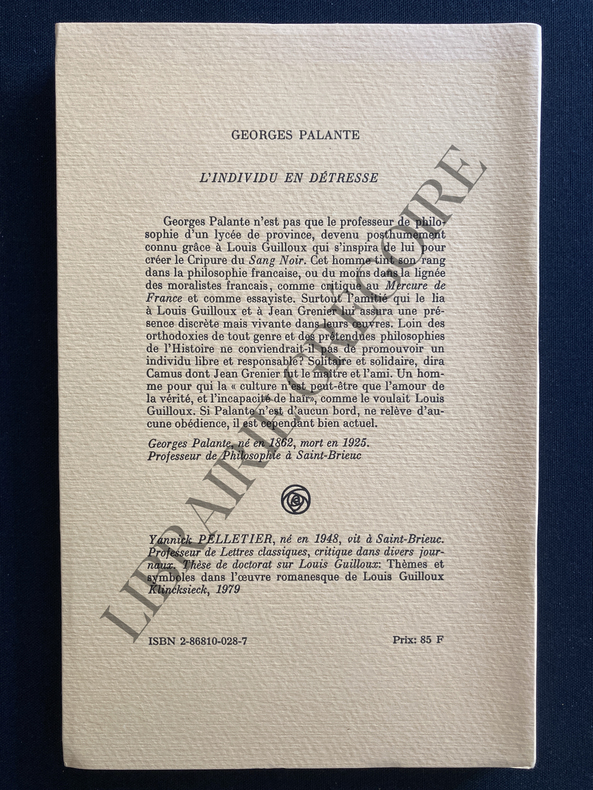 GEORGES PALANTE
L'INDIVIDU EN DÉTRESSE
Georges Palante n'est pas que le professeur de philo-
sophie d'un lycée de province, devenu posthumement
connu grâce à Louis Guilloux qui s'inspira de lui pour
créer le Cripure du Sang Noir. Cet homme tint son rang
dans la philosophie francaise, ou du moins dans la lignée
des moralistes francais, comme critique au Mercure de
France et comme essayiste. Surtout l'amitié qui le lia
à Louis Guilloux et à Jean Grenier lui assura une pré-
sence discrète mais vivante dans leurs œuvres. Loin des
orthodoxies de tout genre et des prétendues philosophies
de l'Histoire ne conviendrait-il pas de promouvoir un
individu libre et responsable? Solitaire et solidaire, dira
Camus dont Jean Grenier fut le maître et l'ami. Un hom-
me pour qui la « culture n'est peut-être que l'amour de
la vérité, et l'incapacité de haïr», comme le voulait Louis
Guilloux. Si Palante n'est d'aucun bord, ne relève d'au-
cune obédience, il est cependant bien actuel.
Georges Palante, né en 1862, mort en 1925.
Professeur de Philosophie à Saint-Brieuc
Yannick PELLETIER, né en 1948, vit à Saint-Brieuc.
Professeur de Lettres classiques, critique dans divers jour-
naux. Thèse de doctorat sur Louis Guilloux: Thèmes et
symboles dans l'œuvre romanesque de Louis Guilloux
Klincksieck, 1979
ISBN 2-86810-028-7 Prix: 85 F
LIBRAIRIE GRÉGOIRE